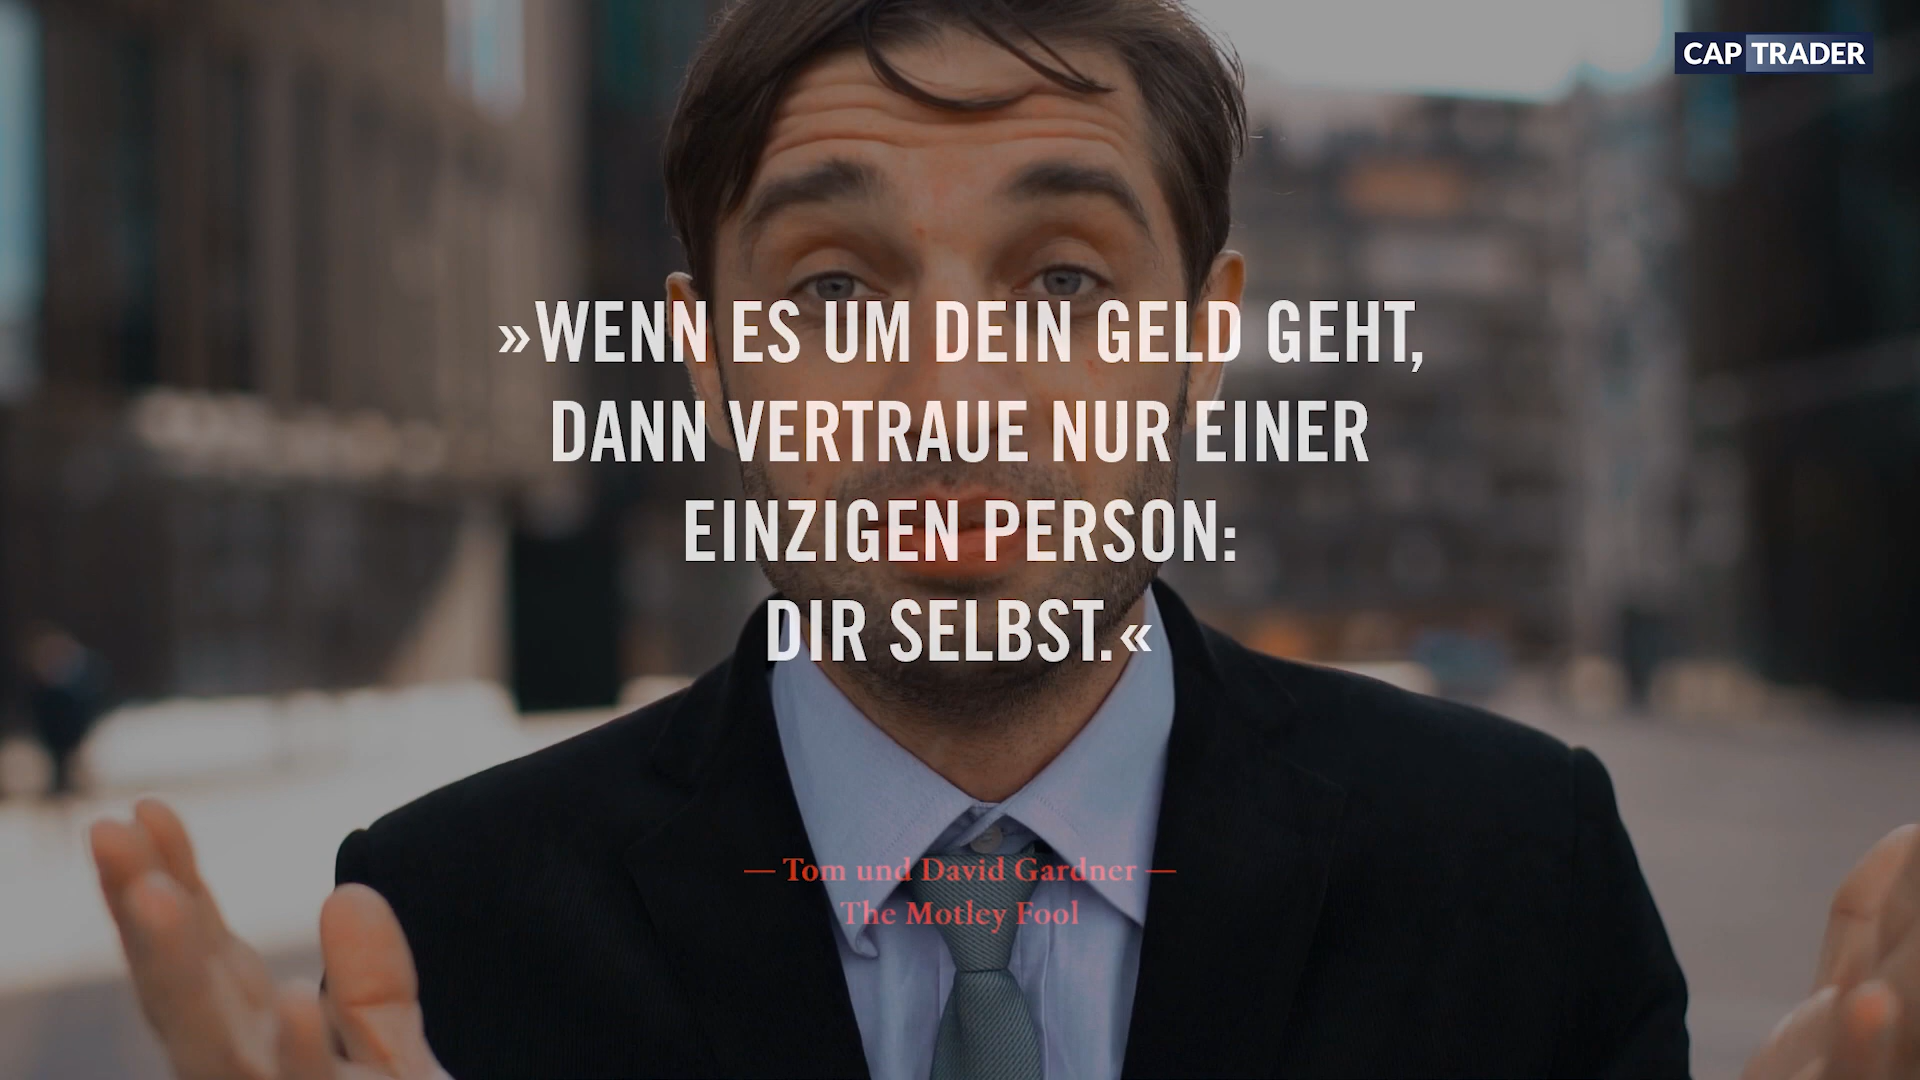 CAP TRADER
»WENN ES UM DEIN GELD GEHT,
DANN VERTRAUE NUR EINER
EINZIGEN PERSON:
DIR SELBST.«
— Tom und David Gardner —
The Motley Fool